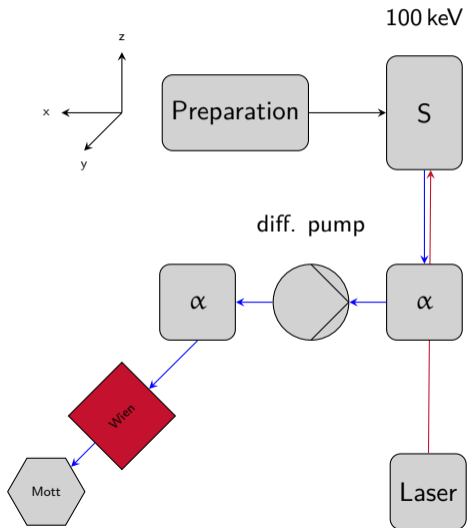 100 keV
z
x
y
Preparation
S
diff. pump
α
α
Wien
Mott
Laser